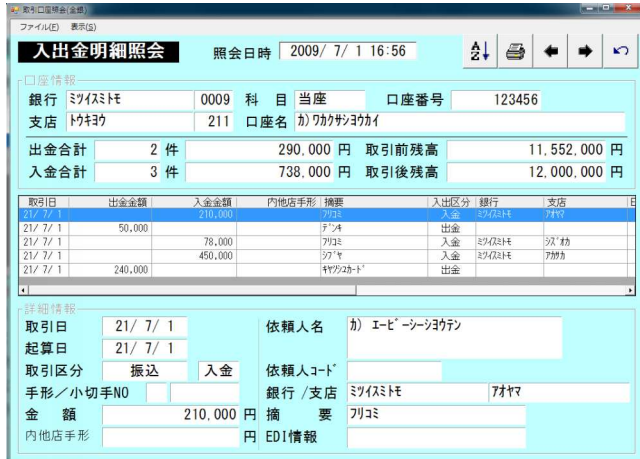 取引口座照会(全銀)
ファイル(F) 表示(S)
入出金明細照会 照会日時 2009/ 7/ 1 16:56
口座情報
銀行 ミツイスミトモ 0009 科 目 当座 口座番号 123456
支店 トウキヨウ 211 口座名 カ)ワカクサシヨウカイ
出金合計 2 件 290,000 円 取引前残高 11,552,000 円
入金合計 3 件 738,000 円 取引後残高 12,000,000 円
取引日 出金金額 入金金額 内他店手形 摘要 入出区分 銀行 支店
21/ 7/ 1 210,000 フリコミ 入金 ミツイスミトモ アオヤマ
21/ 7/ 1 50,000 デンキ 出金
21/ 7/ 1 78,000 フリコミ 入金 ミツイスミトモ シズオカ
21/ 7/ 1 450,000 シブヤ 入金 ミツイスミトモ アカサカ
21/ 7/ 1 240,000 キヤツシユカード 出金
詳細情報
取引日 21/ 7/ 1 依頼人名 カ) エービーシーシヨウテン
起算日 21/ 7/ 1
取引区分 振込 入金 依頼人コード
手形/小切手NO 銀行 /支店 ミツイスミトモ アオヤマ
金 額 210,000 円 摘 要 フリコミ
内他店手形 円 EDI情報